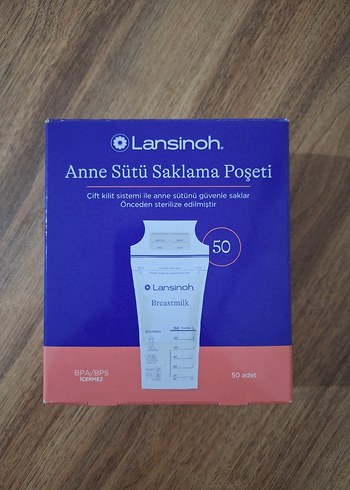 Lansinoh.
Anne Sütü Saklama Poşeti
Çift kilit sistemi ile anne sütünü güvenle saklar
Önceden sterilize edilmiştir
50
Lansinoh.
Breastmilk
BPA/BPS
İÇERMEZ
50 adet